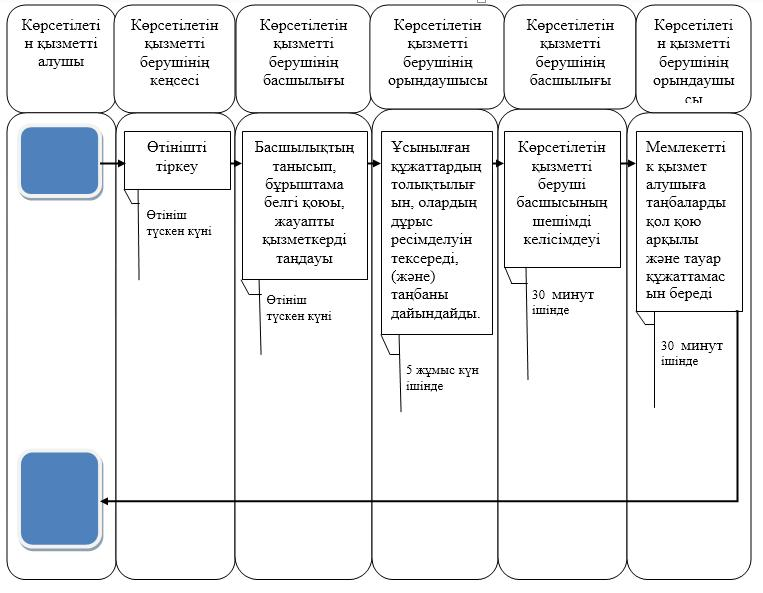 Көрсетілеті
н қызметті
алушы
Көрсетілетін
қызметті
берушінің
кеңсесі
Көрсетілетін
қызметті
берушінің
басшылығы
Көрсетілетін
қызметті
берушінің
орындаушысы
Көрсетілетін
қызметті
берушінің
басшылығы
Көрсетілеті
н қызметті
берушінің
орындаушы
сы
Өтінішті
тіркеу
Өтініш
түскен күні
Басшылықтың
танысып,
бұрыштама
белгі қоюы,
жауапты
қызметкерді
таңдауы
Өтініш
түскен күні
Ұсынылған
құжаттардың
толықтылығ
ын, олардың
дұрыс
ресімделуін
тексереді,
(және)
таңбаны
дайындайды.
5 жұмыс күн
ішінде
Көрсетілетін
қызметті
беруші
басшысының
шешімді
келісімдеуі
30 минут
ішінде
Мемлекетті
к қызмет
алушыға
таңбаларды
қол қою
арқылы
және тауар
құжаттамас
ын береді
30 минут
ішінде